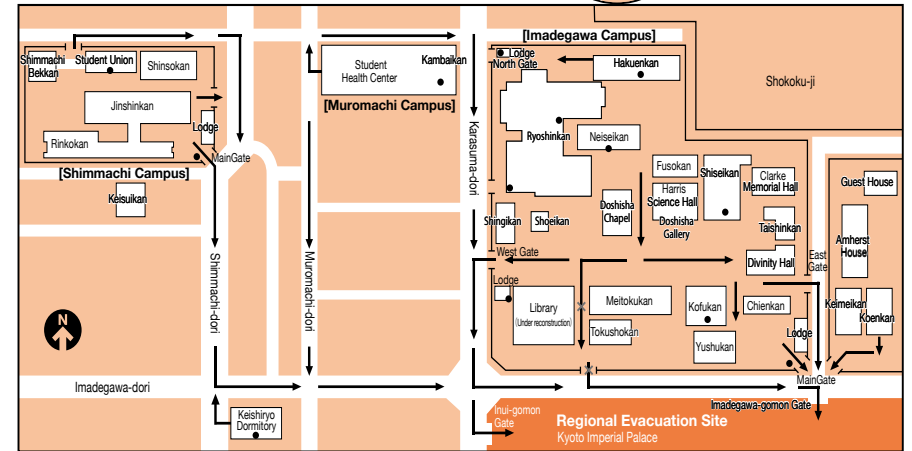 [Imadegawa Campus]
Shimmachi
Bekkan
Student Union
Shinsokan
Jinshinkan
Rinkokan
Lodge
MainGate
[Shimmachi Campus]
Keisuikan
Student
Health Center
Kambaikan
[Muromachi Campus]
Lodge
North Gate
Hakuenkan
Shokoku-ji
Ryoshinkan
Neiseikan
Fusokan
Harris
Science Hall
Doshisha
Gallery
Shiseikan
Clarke
Memorial Hall
Guest House
Doshisha
Chapel
Shingikan
Shoeikan
Taishinkan
Amherst
House
West Gate
Divinity Hall
East
Gate
Lodge
Library
(Under reconstruction)
Meitokukan
Tokushokan
Kofukan
Chienkan
Yushukan
Lodge
Keimeikan
Koenkan
MainGate
Shimmachi-dori
Muromachi-dori
Karasuma-dori
N
Imadegawa-dori
Keishiryo
Dormitory
Inui-gomon
Gate
Imadegawa-gomon Gate
Regional Evacuation Site
Kyoto Imperial Palace